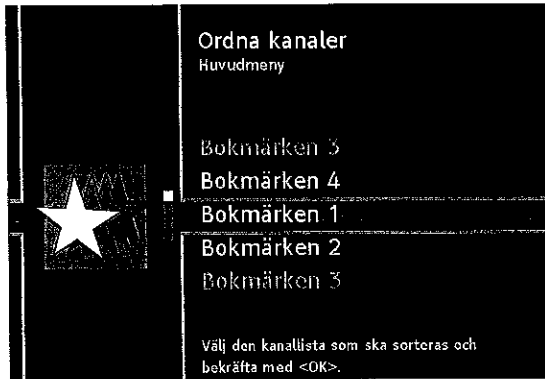 Ordna kanaler
Huvudmeny
Bokmärken 3
Bokmärken 4
Bokmärken 1
Bokmärken 2
Bokmärken 3
Välj den kanallista som ska sorteras och
bekräfta med <OK>.